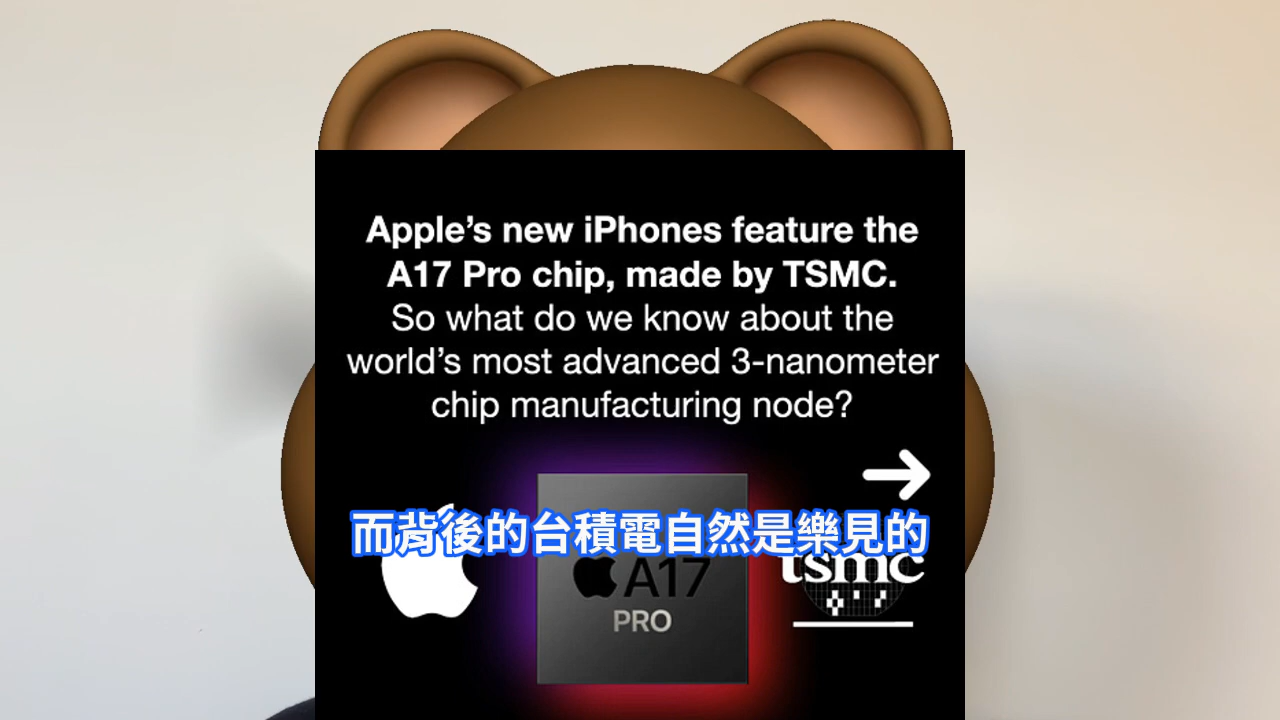 Apple's new iPhones feature the
A17 Pro chip, made by TSMC.
So what do we know about the
world's most advanced 3-nanometer
chip manufacturing node?
而背後的台積電自然是樂見的
A17
PRO
tsmc